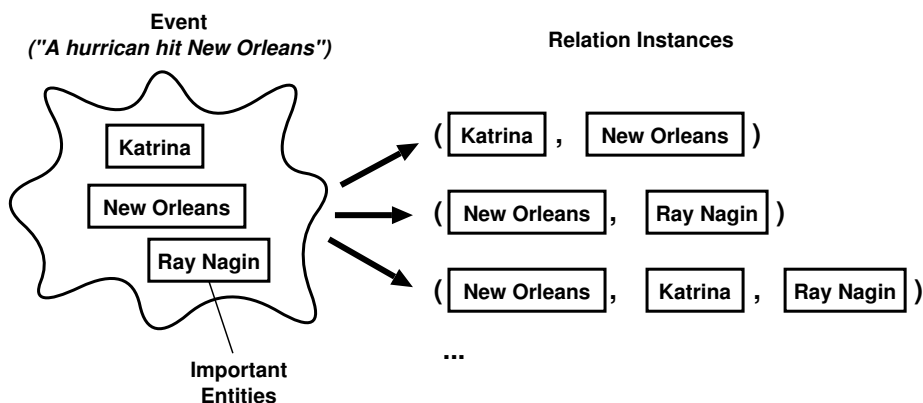 Event
("A hurrican hit New Orleans")
Relation Instances
Katrina
New Orleans
Ray Nagin
Important
Entities
( Katrina , New Orleans )
( New Orleans , Ray Nagin )
( New Orleans , Katrina , Ray Nagin )
...